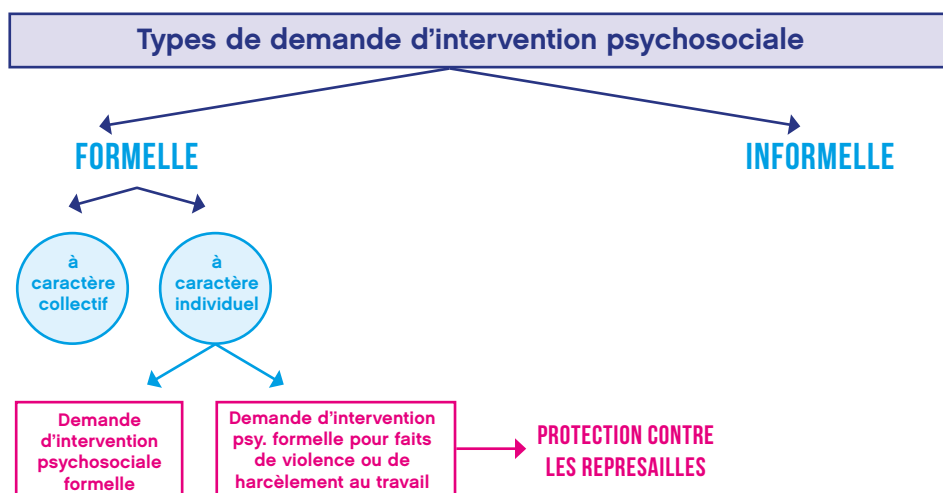 Types de demande d'intervention psychosociale
FORMELLE
INFORMELLE
à
caractère
collectif
à
caractère
individuel
Demande
d'intervention
psychosociale
formelle
Demande d'intervention
psy. formelle pour faits
de violence ou de
harcèlement au travail
PROTECTION CONTRE
LES REPRESAILLES